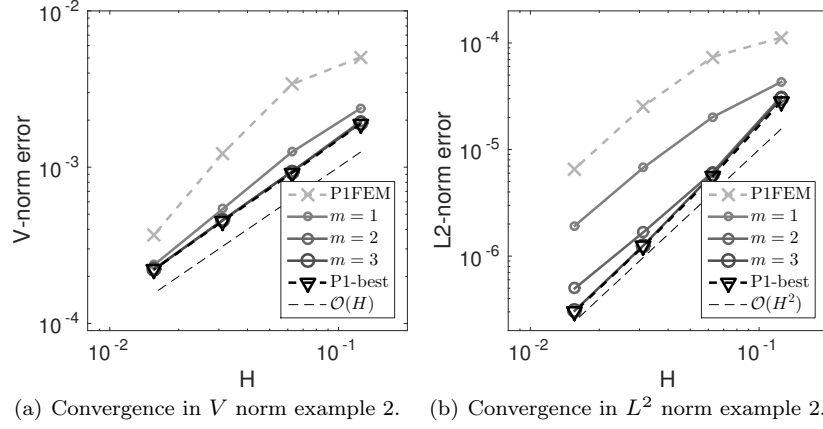 10^{-2}
10^{-3}
10^{-4}
V-norm error
10^{-2}
10^{-1}
H
P1FEM
m = 1
m = 2
m = 3
P1-best
𝒪(H)
(a) Convergence in V norm example 2.
10^{-4}
10^{-5}
10^{-6}
L2-norm error
10^{-2}
10^{-1}
H
P1FEM
m = 1
m = 2
m = 3
P1-best
𝒪(H^2)
(b) Convergence in L^2 norm example 2.